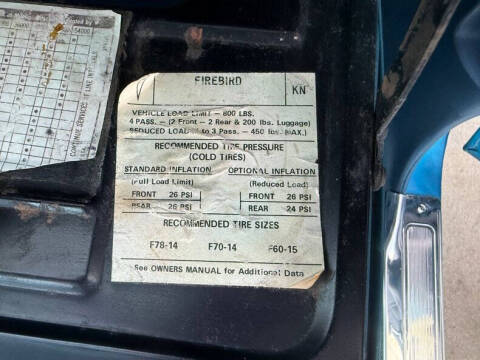 FIREBIRD
KN
VEHICLE LOAD LIMIT — 800 LBS.
4 PASS. — (2 Front — 2 Rear & 200 lbs. Luggage)
REDUCED LOAD to 3 Pass. — 450 lbs. MAX.)
RECOMMENDED TIRE PRESSURE
(COLD TIRES)
STANDARD INFLATION OPTIONAL INFLATION
(Full Load Limit) (Reduced Load)
FRONT 26 PSI FRONT 26 PSI
REAR 26 PSI REAR 24 PSI
RECOMMENDED TIRE SIZES
F78-14 F70-14 F60-15
See OWNERS MANUAL for Additional Data
CONTINUE SERVICES